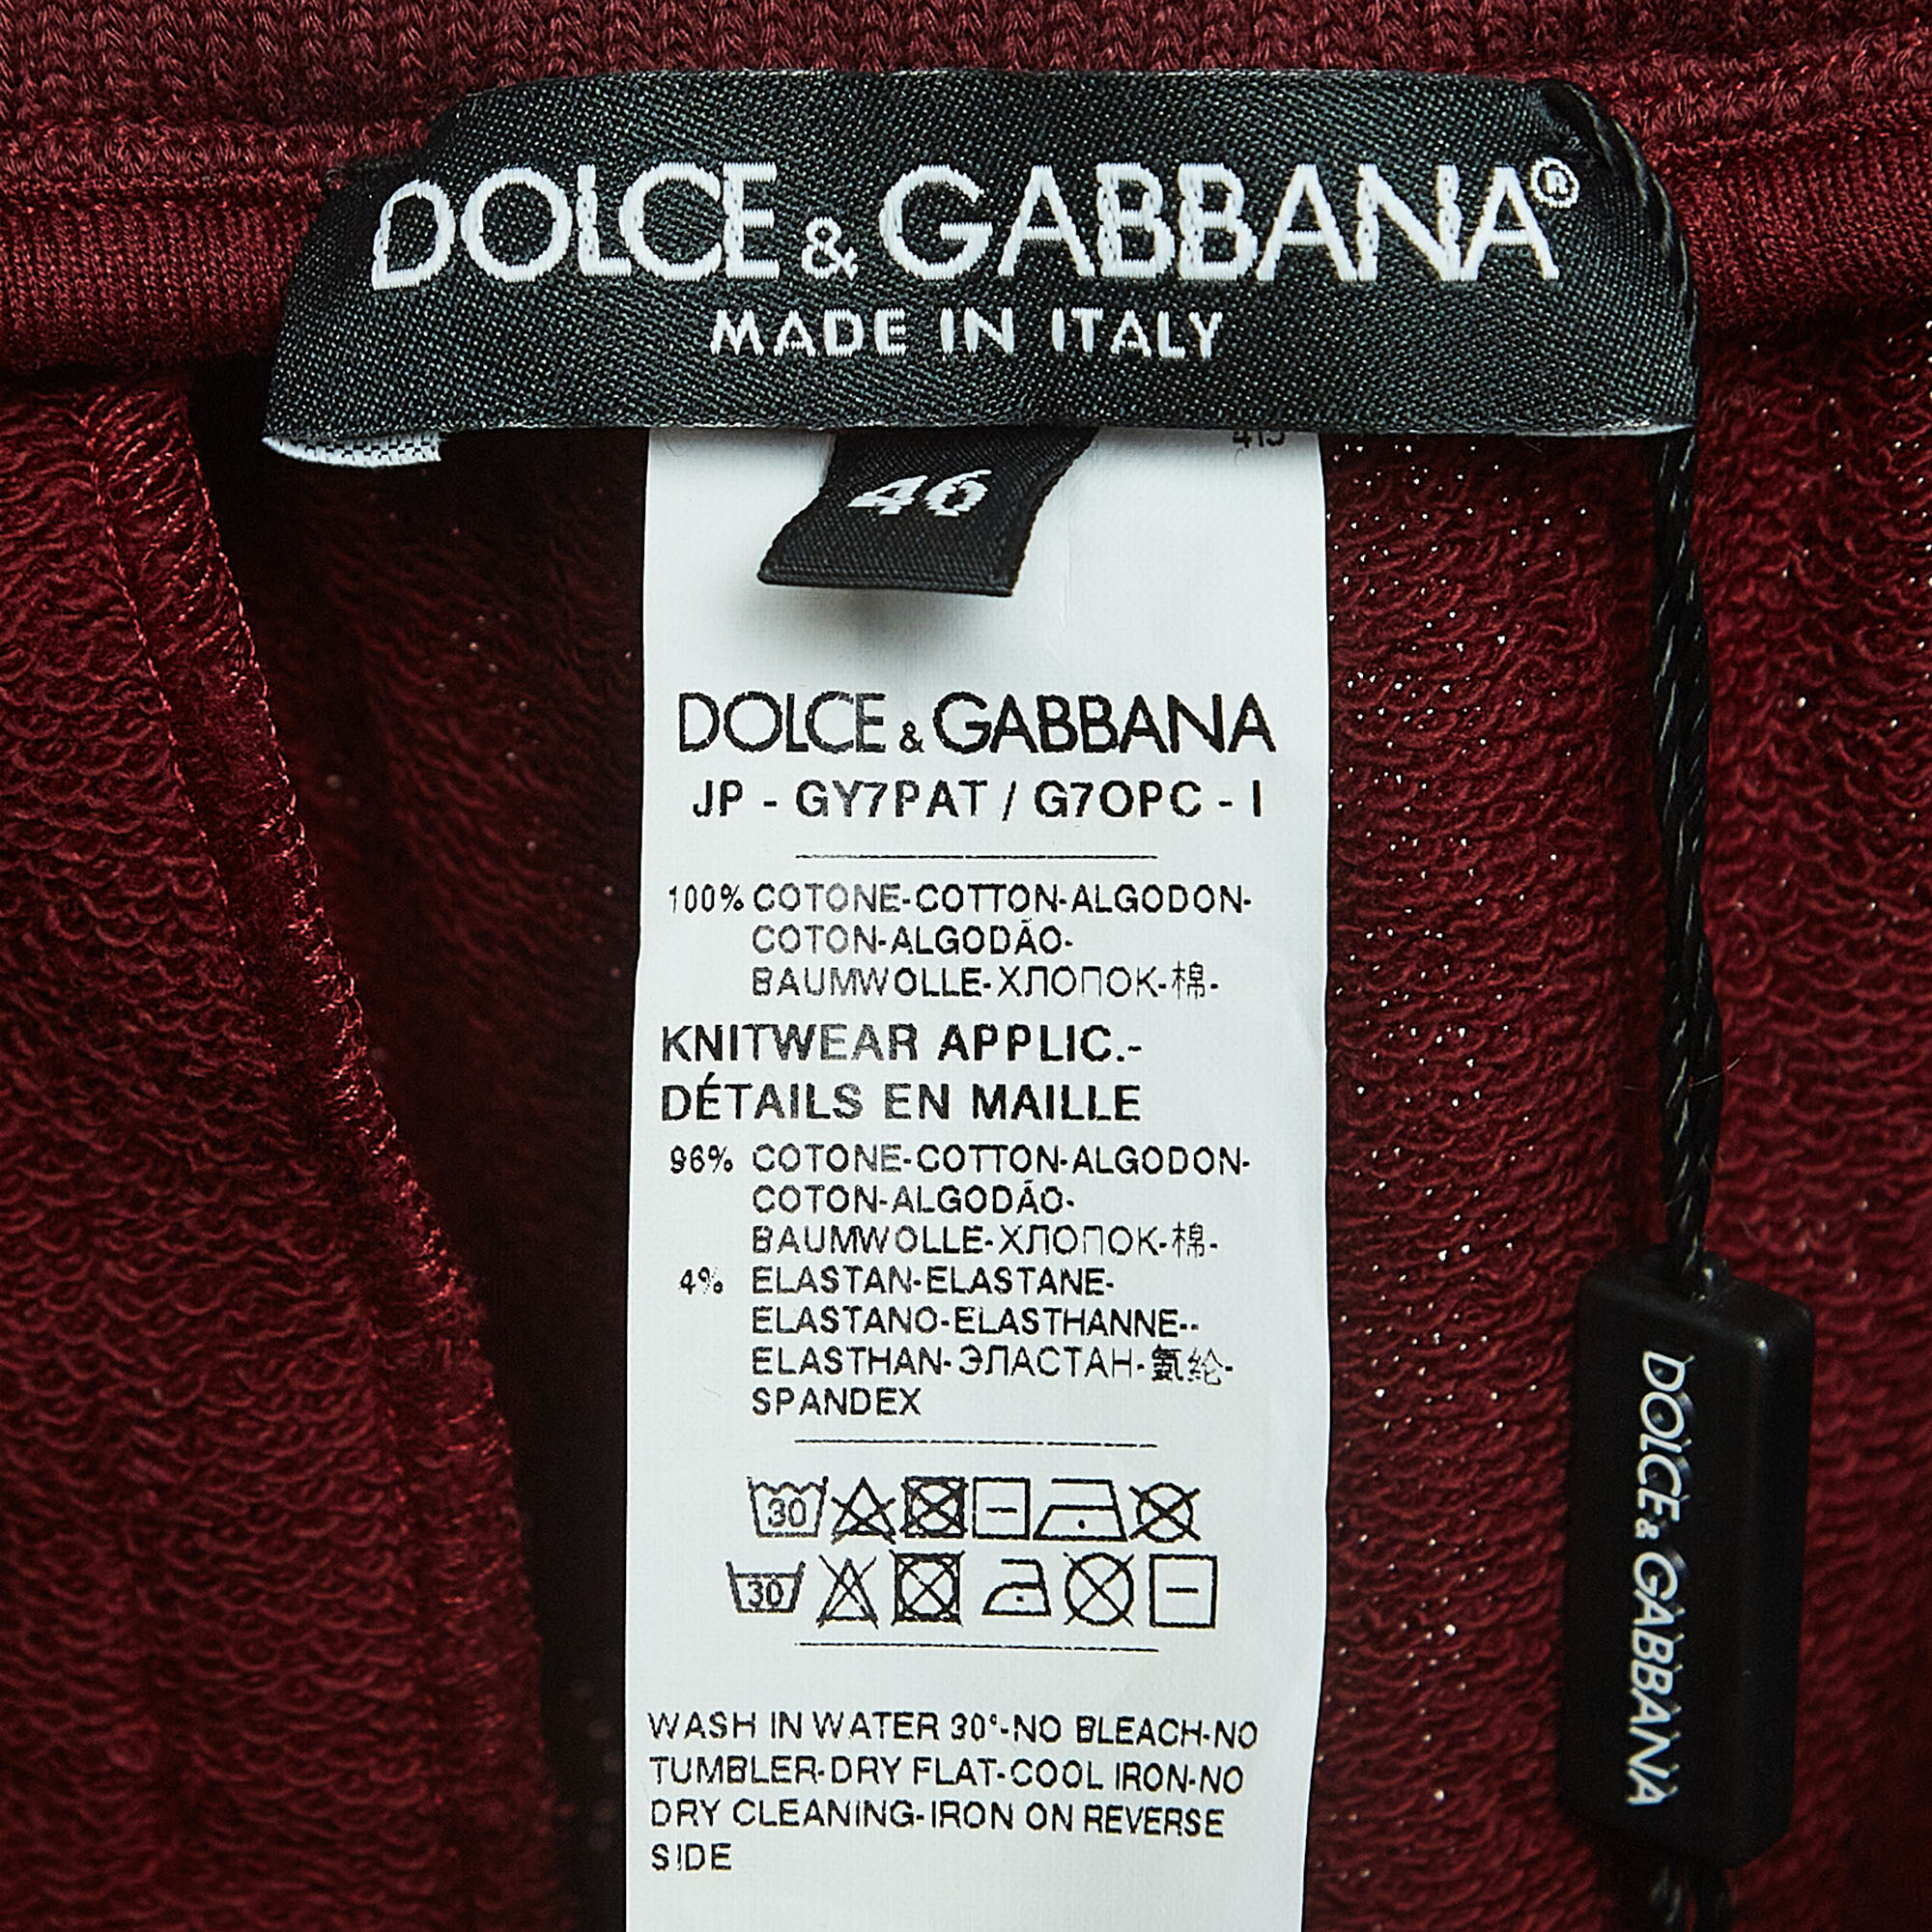 DOLCE & GABBANA®
MADE IN ITALY
46
DOLCE & GABBANA
JP - GY7PAT / G7OPC - I
100% COTONE-COTTON-ALGODON-
COTON-ALGODÃO-
BAUMWOLLE-ХЛОПОК-棉-
KNITWEAR APPLIC.-
DÉTAILS EN MAILLE
96% COTONE-COTTON-ALGODON-
COTON-ALGODÃO-
BAUMWOLLE-ХЛОПОК-棉-
4% ELASTAN-ELASTANE-
ELASTANO-ELASTHANNE--
ELASTHAN-ЭЛАСТАН-氨纶-
SPANDEX
30
30
WASH IN WATER 30°-NO BLEACH-NO
TUMBLER-DRY FLAT-COOL IRON-NO
DRY CLEANING-IRON ON REVERSE
SIDE
DOLCE & GABBANA